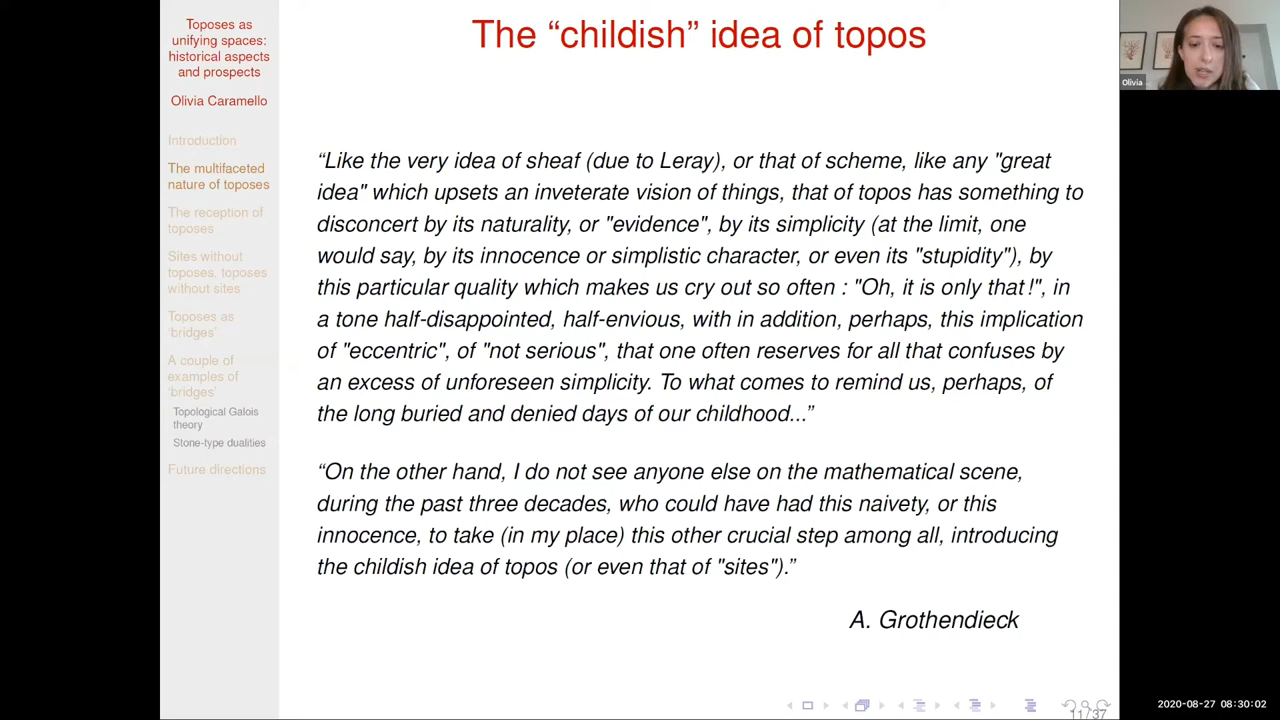 Toposes as
unifying spaces:
historical aspects
and prospects
Olivia Caramello
Introduction
The multifaceted
nature of toposes
The reception of
toposes
Sites without
toposes, toposes
without sites
Toposes as
‘bridges’
A couple of
examples of
‘bridges’
Topological Galois
theory
Stone-type dualities
Future directions
The “childish” idea of topos
“Like the very idea of sheaf (due to Leray), or that of scheme, like any "great
idea" which upsets an inveterate vision of things, that of topos has something to
disconcert by its naturality, or "evidence", by its simplicity (at the limit, one
would say, by its innocence or simplistic character, or even its "stupidity"), by
this particular quality which makes us cry out so often : "Oh, it is only that !", in
a tone half-disappointed, half-envious, with in addition, perhaps, this implication
of "eccentric", of "not serious", that one often reserves for all that confuses by
an excess of unforeseen simplicity. To what comes to remind us, perhaps, of
the long buried and denied days of our childhood...”
“On the other hand, I do not see anyone else on the mathematical scene,
during the past three decades, who could have had this naivety, or this
innocence, to take (in my place) this other crucial step among all, introducing
the childish idea of topos (or even that of "sites").”
A. Grothendieck
11/37
Olivia
2020-08-27 08:30:02